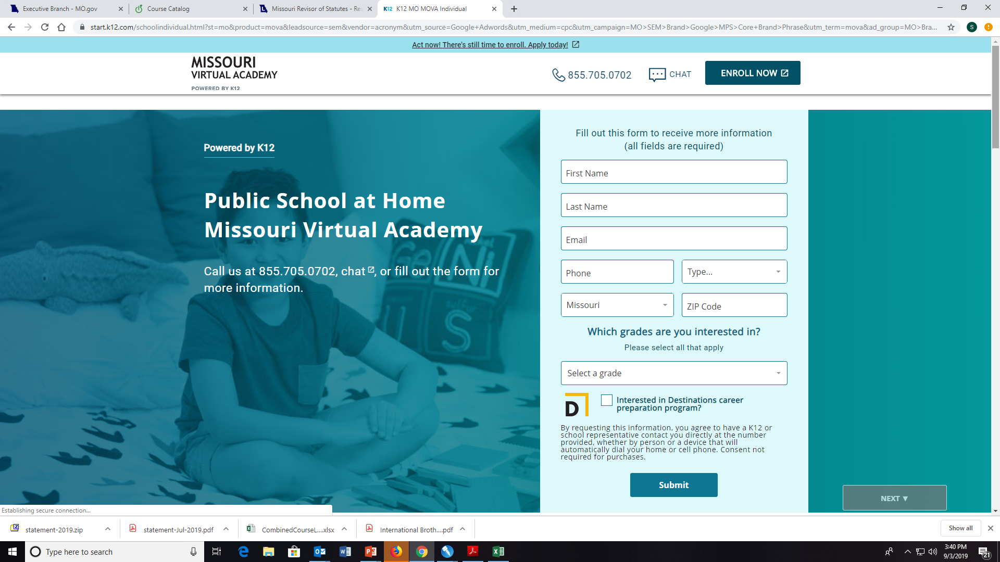 Executive Branch - MO.gov
Course Catalog
Missouri Revisor of Statutes - Re
K12 K12 MO MOVA Individual
start.k12.com/schoolindividual.html?st=mo&product=mova&leadsource=sem&vendor=acronym&utm_source=Google+Adwords&utm_medium=cpc&utm_campaign=MO>SEM>Brand>Google>MPS>Core+Brand>Phrase&utm_term=mova&ad_group=MO>Bra...
S
Act now! There's still time to enroll. Apply today!
MISSOURI
VIRTUAL ACADEMY
POWERED BY K12
855.705.0702
CHAT
ENROLL NOW
Powered by K12
Public School at Home
Missouri Virtual Academy
Call us at 855.705.0702, chat, or fill out the form for
more information.
Ge Ni
U S
sulfur
Fill out this form to receive more information
(all fields are required)
First Name
Last Name
Email
Phone
Type...
Missouri
ZIP Code
Which grades are you interested in?
Please select all that apply
Select a grade
D
Interested in Destinations career
preparation program?
By requesting this information, you agree to have a K12 or
school representative contact you directly at the number
provided, whether by person or a device that will
automatically dial your home or cell phone. Consent not
required for purchases.
Submit
NEXT ▼
Establishing secure connection...
statement-2019.zip
statement-Jul-2019.pdf
CombinedCourseL....xlsx
International Broth....pdf
Show all
Type here to search
3:40 PM
9/3/2019
21